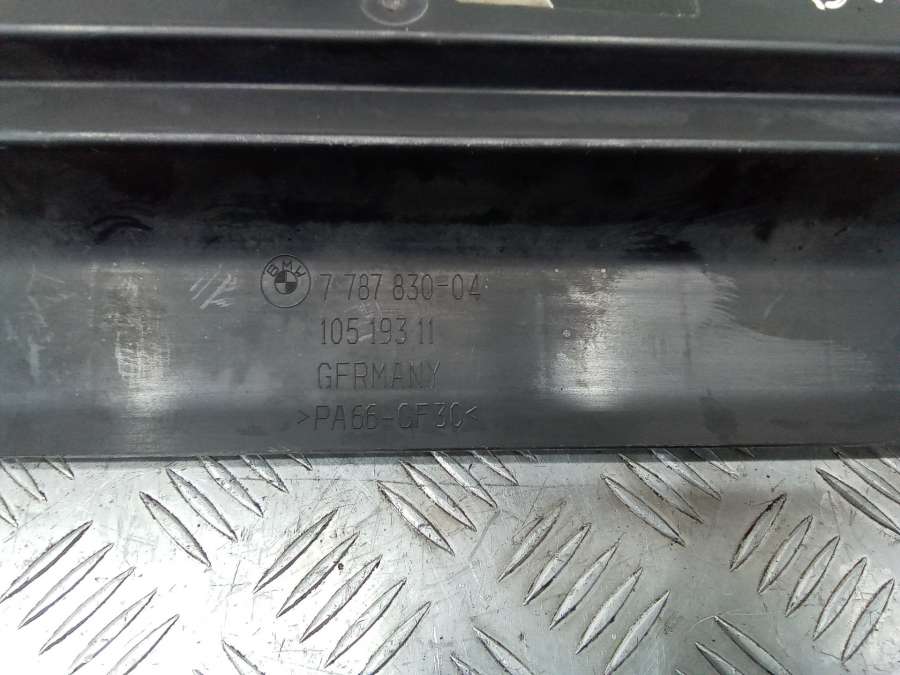 BMW 7 787 830-04
105 193 11
GERMANY
>PA66-GF30<